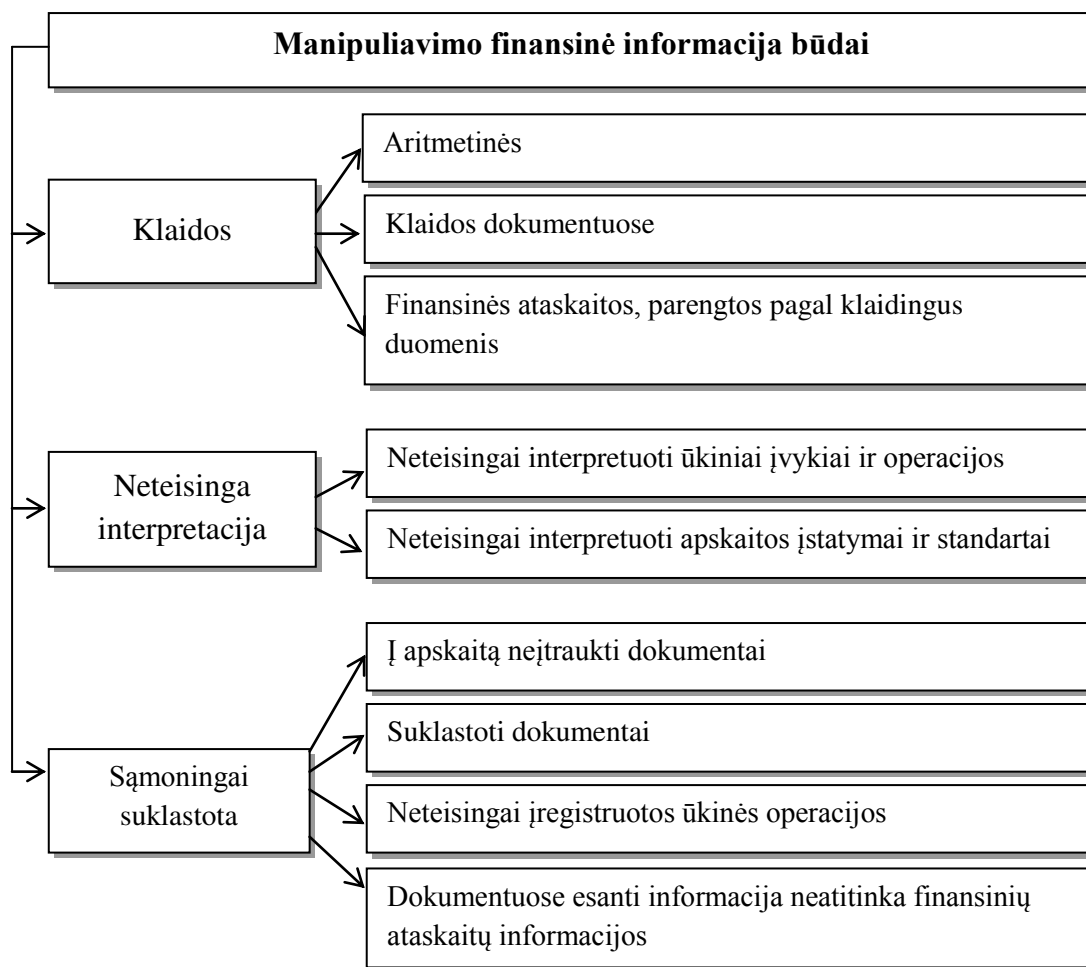 Manipuliavimo finansinė informacija būdai
Klaidos
Aritmetinės
Klaidos dokumentuose
Finansinės ataskaitos, parengtos pagal klaidingus
duomenis
Neteisinga
interpretacija
Neteisingai interpretuoti ūkiniai įvykiai ir operacijos
Neteisingai interpretuoti apskaitos įstatymai ir standartai
Sąmoningai
suklastota
Į apskaitą neįtraukti dokumentai
Suklastoti dokumentai
Neteisingai įregistruotos ūkinės operacijos
Dokumentuose esanti informacija neatitinka finansinių
ataskaitų informacijos